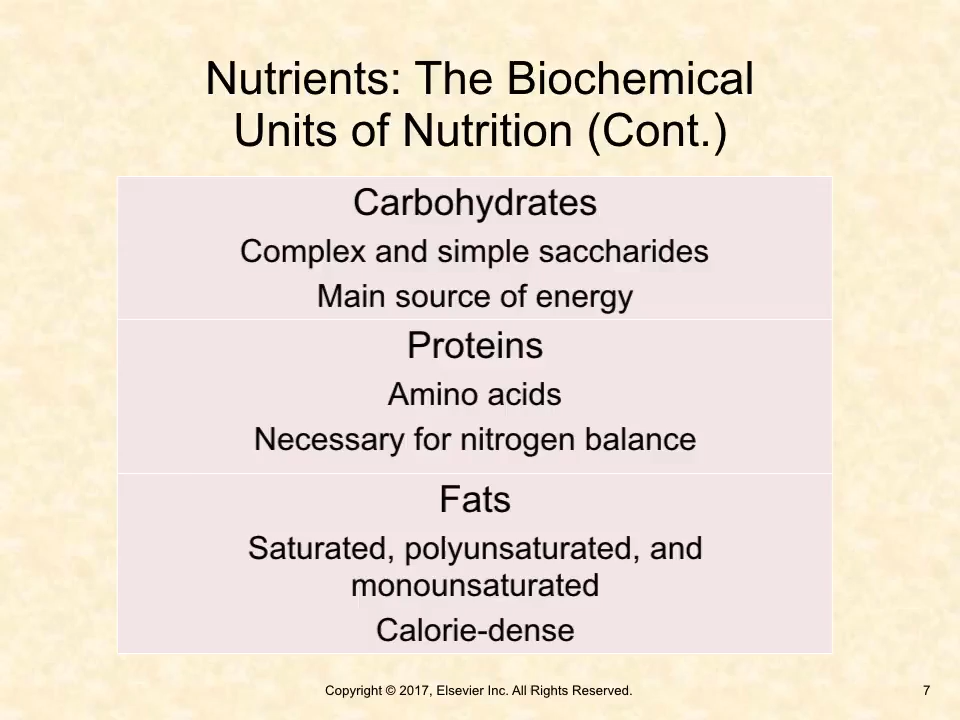 Nutrients: The Biochemical
Units of Nutrition (Cont.)
Carbohydrates
Complex and simple saccharides
Main source of energy
Proteins
Amino acids
Necessary for nitrogen balance
Fats
Saturated, polyunsaturated, and
monounsaturated
Calorie-dense
Copyright © 2017, Elsevier Inc. All Rights Reserved.
7